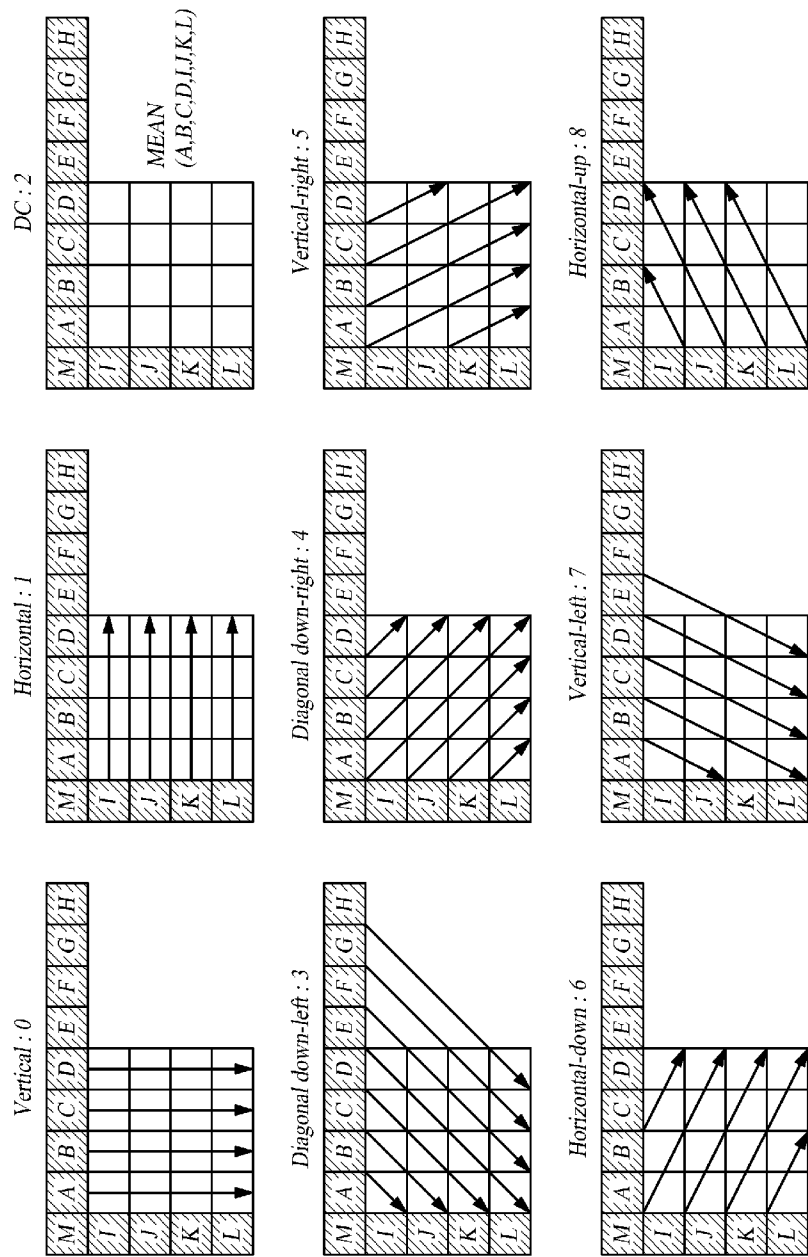 Vertical : 0
M A B C D E F G H
I
J
K
L
Horizontal : 1
M A B C D E F G H
I
J
K
L
DC : 2
M A B C D E F G H
I
J
K
L
MEAN
(A,B,C,D,I,J,K,L)
Diagonal down-left : 3
M A B C D E F G H
I
J
K
L
Diagonal down-right : 4
M A B C D E F G H
I
J
K
L
Vertical-right : 5
M A B C D E F G H
I
J
K
L
Horizontal-down : 6
M A B C D E F G H
I
J
K
L
Vertical-left : 7
M A B C D E F G H
I
J
K
L
Horizontal-up : 8
M A B C D E F G H
I
J
K
L